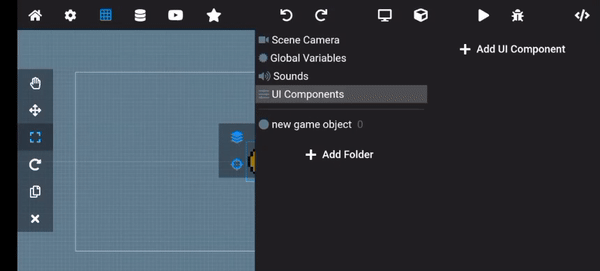 Scene Camera
Global Variables
Sounds
UI Components
new game object 0
Add Folder
Add UI Component